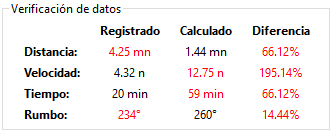 Verificación de datos
Registrado Calculado Diferencia
Distancia: 4.25 mn 1.44 mn 66.12%
Velocidad: 4.32 n 12.75 n 195.14%
Tiempo: 20 min 59 min 66.12%
Rumbo: 234° 260° 14.44%